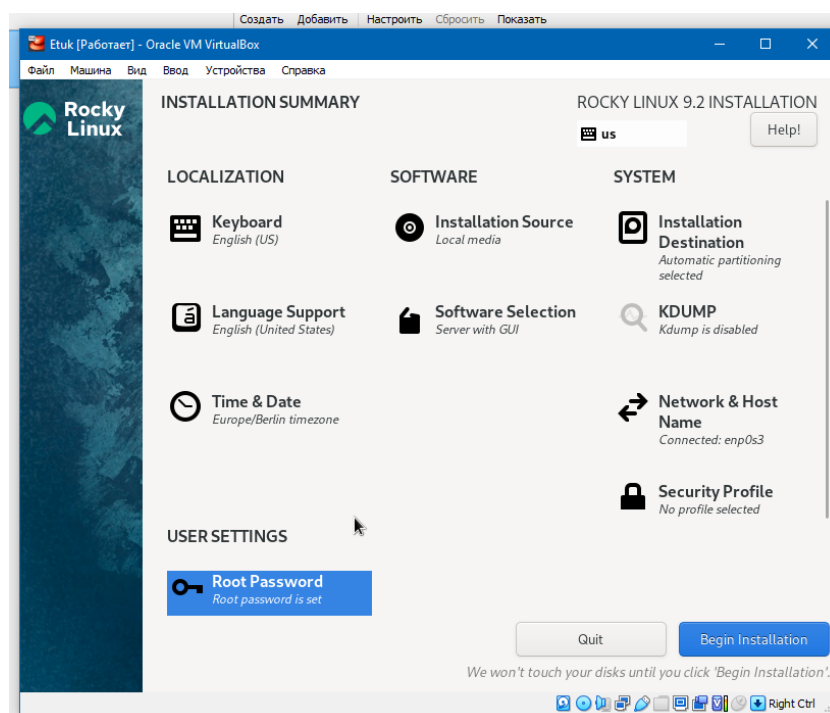 Создать Добавить Настроить Сбросить Показать
Etuk [Работает] - Oracle VM VirtualBox
Файл Машина Вид Ввод Устройства Справка
Rocky
Linux
INSTALLATION SUMMARY
ROCKY LINUX 9.2 INSTALLATION
us
Help!
LOCALIZATION
Keyboard
English (US)
Language Support
English (United States)
Time & Date
Europe/Berlin timezone
SOFTWARE
Installation Source
Local media
Software Selection
Server with GUI
SYSTEM
Installation
Destination
Automatic partitioning
selected
KDUMP
Kdump is disabled
Network & Host
Name
Connected: enp0s3
Security Profile
No profile selected
USER SETTINGS
Root Password
Root password is set
Quit
Begin Installation
We won't touch your disks until you click 'Begin Installation'.
Right Ctrl